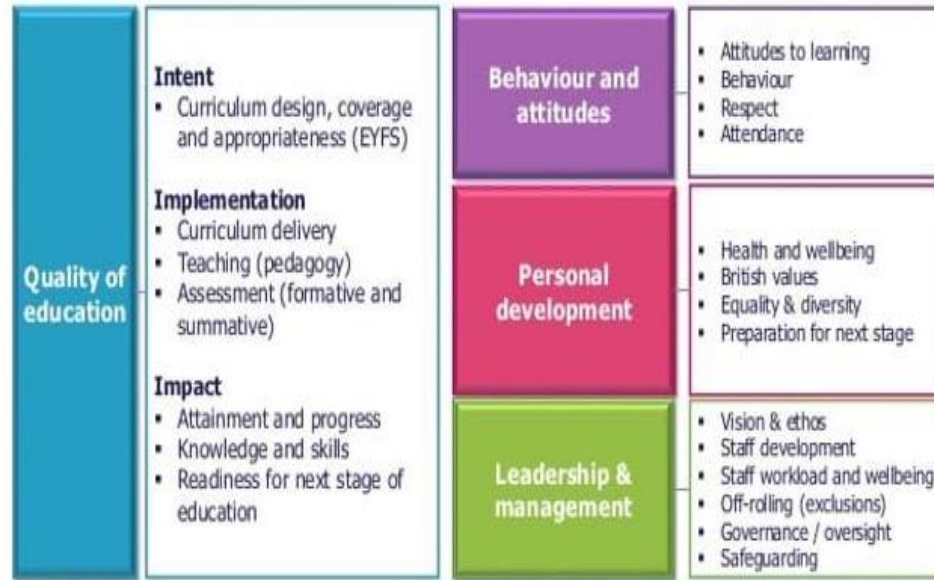 Quality of
education
Intent
▪ Curriculum design, coverage
and appropriateness (EYFS)
Implementation
▪ Curriculum delivery
▪ Teaching (pedagogy)
▪ Assessment (formative and
summative)
Impact
▪ Attainment and progress
▪ Knowledge and skills
▪ Readiness for next stage of
education
Behaviour and
attitudes
▪ Attitudes to learning
▪ Behaviour
▪ Respect
▪ Attendance
Personal
development
▪ Health and wellbeing
▪ British values
▪ Equality & diversity
▪ Preparation for next stage
Leadership &
management
▪ Vision & ethos
▪ Staff development
▪ Staff workload and wellbeing
▪ Off-rolling (exclusions)
▪ Governance / oversight
▪ Safeguarding